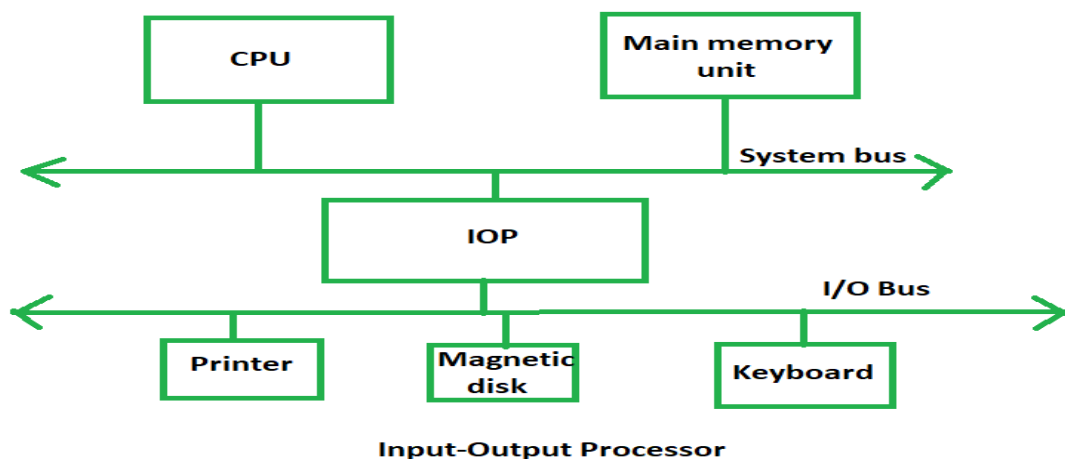 CPU
Main memory
unit
System bus
IOP
I/O Bus
Printer
Magnetic
disk
Keyboard
Input-Output Processor